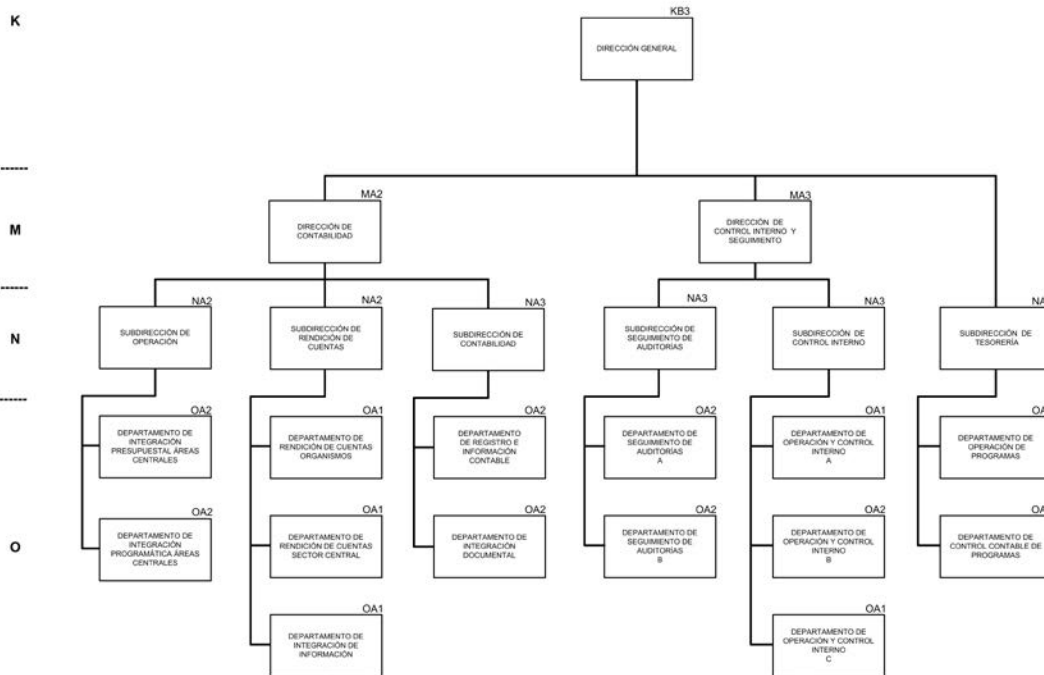 K
KB3
DIRECCIÓN GENERAL
M
MA2
DIRECCIÓN DE
CONTABILIDAD
MA3
DIRECCIÓN DE
CONTROL INTERNO Y
SEGUIMIENTO
N
NA2
SUBDIRECCIÓN DE
OPERACIÓN
NA2
SUBDIRECCIÓN DE
RENDICIÓN DE
CUENTAS
NA3
SUBDIRECCIÓN DE
CONTABILIDAD
NA3
SUBDIRECCIÓN DE
SEGUIMIENTO DE
AUDITORÍAS
NA3
SUBDIRECCIÓN DE
CONTROL INTERNO
SUBDIRECCIÓN DE
TESORERÍA
O
OA2
DEPARTAMENTO DE
INTEGRACIÓN
PRESUPUESTAL ÁREAS
CENTRALES
OA1
DEPARTAMENTO DE
RENDICIÓN DE CUENTAS
ORGANISMOS
OA2
DEPARTAMENTO
DE REGISTRO E
INFORMACIÓN
CONTABLE
OA2
DEPARTAMENTO DE
SEGUIMIENTO DE
AUDITORÍAS
A
OA1
DEPARTAMENTO DE
OPERACIÓN Y CONTROL
INTERNO
A
DEPARTAMENTO DE
OPERACIÓN DE
PROGRAMAS
OA2
DEPARTAMENTO DE
INTEGRACIÓN
PROGRAMÁTICA ÁREAS
CENTRALES
OA1
DEPARTAMENTO DE
RENDICIÓN DE CUENTAS
SECTOR CENTRAL
OA2
DEPARTAMENTO DE
INTEGRACIÓN
DOCUMENTAL
OA2
DEPARTAMENTO DE
SEGUIMIENTO DE
AUDITORÍAS
B
OA2
DEPARTAMENTO DE
OPERACIÓN Y CONTROL
INTERNO
B
DEPARTAMENTO DE
CONTROL CONTABLE DE
PROGRAMAS
OA1
DEPARTAMENTO DE
INTEGRACIÓN DE
INFORMACIÓN
OA1
DEPARTAMENTO DE
OPERACIÓN Y CONTROL
INTERNO
C